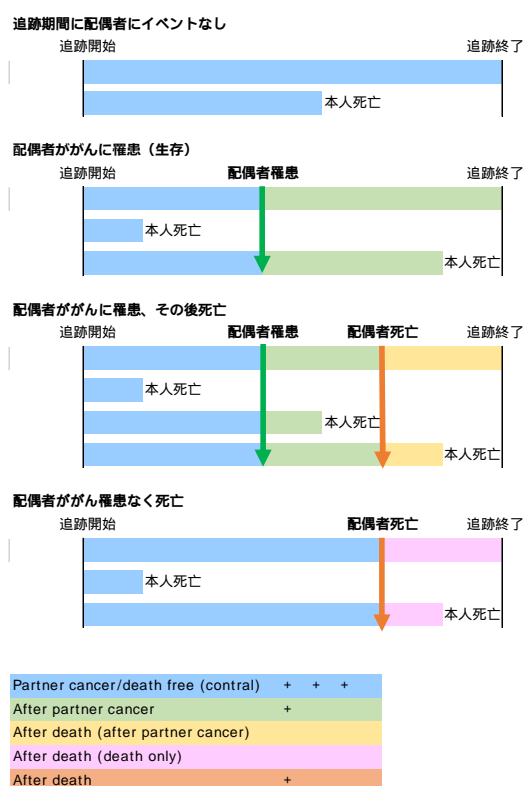 追跡期間に配偶者にイベントなし
追跡開始 追跡終了
本人死亡
配偶者ががんに罹患（生存）
追跡開始 配偶者罹患 追跡終了
本人死亡
本人死亡
配偶者ががんに罹患、その後死亡
追跡開始 配偶者罹患 配偶者死亡 追跡終了
本人死亡
本人死亡
本人死亡
配偶者ががん罹患なく死亡
追跡開始 配偶者死亡 追跡終了
本人死亡
本人死亡
Partner cancer/death free (contral) + + +
After partner cancer +
After death (after partner cancer)
After death (death only)
After death +